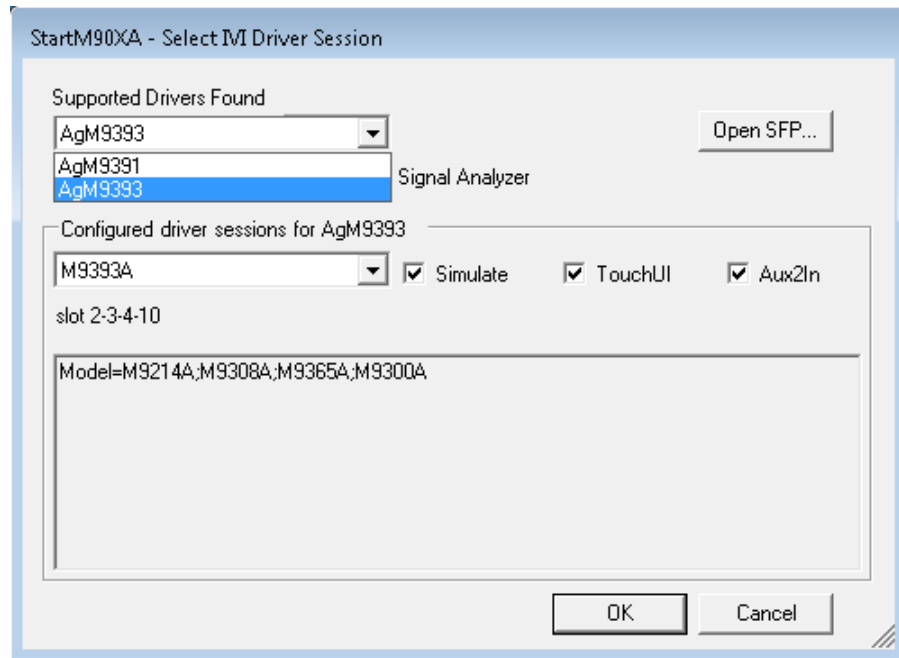 StartM90XA - Select IVI Driver Session
Supported Drivers Found
AgM9393
Open SFP...
AgM9391
AgM9393
Signal Analyzer
Configured driver sessions for AgM9393
M9393A
Simulate
TouchUI
Aux2In
slot 2-3-4-10
Model=M9214A;M9308A;M9365A;M9300A
OK
Cancel